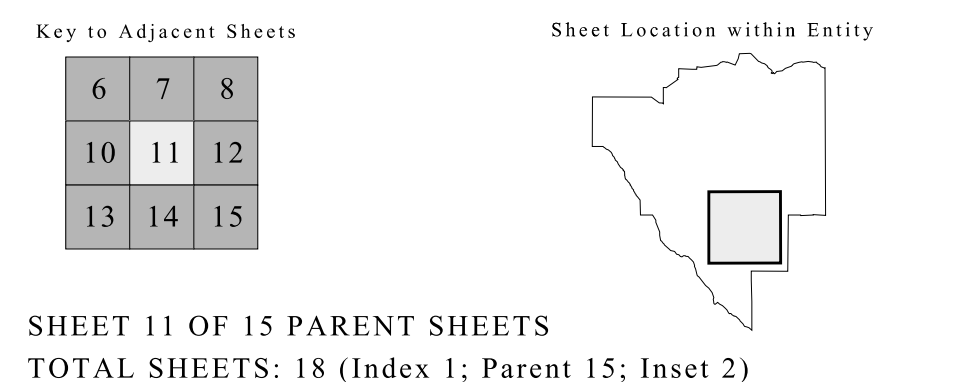 Key to Adjacent Sheets
Sheet Location within Entity
6 7 8
10 11 12
13 14 15
SHEET 11 OF 15 PARENT SHEETS
TOTAL SHEETS: 18 (Index 1; Parent 15; Inset 2)